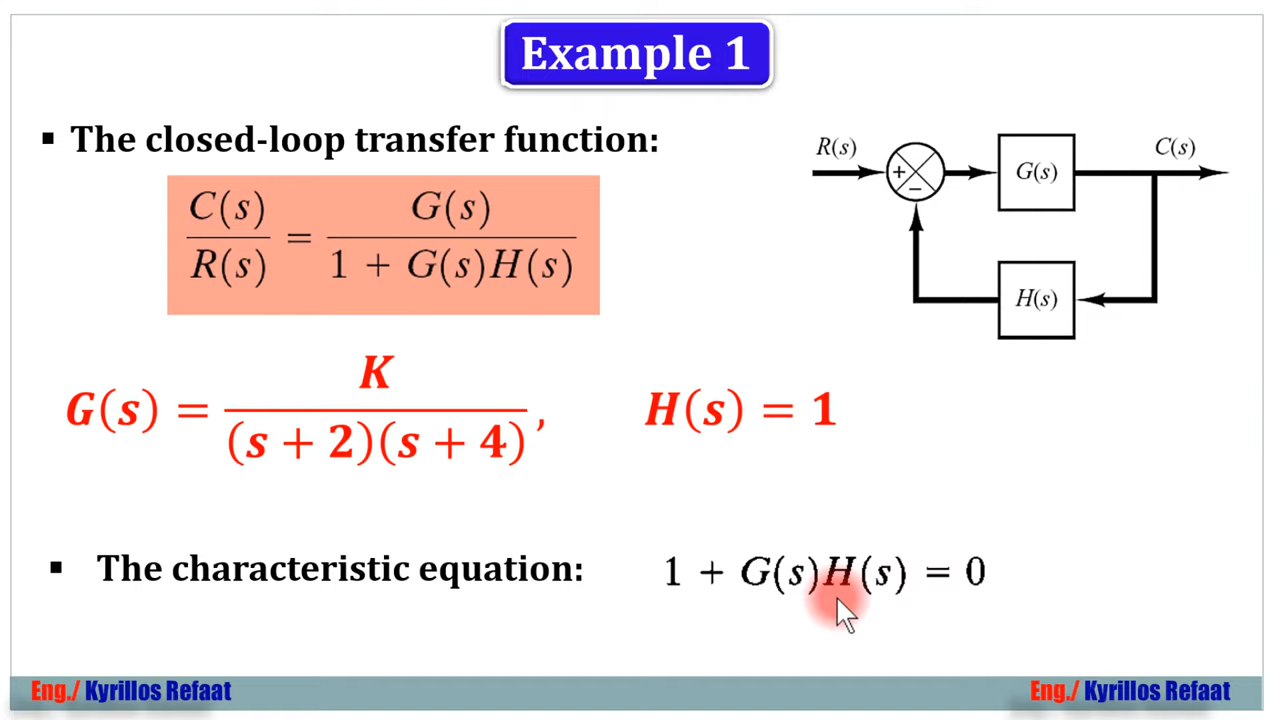 Example 1
▪ The closed-loop transfer function:
C(s)/R(s) = G(s)/(1 + G(s)H(s))
R(s)
+
−
G(s)
C(s)
H(s)
G(s) = K/((s + 2)(s + 4)),
H(s) = 1
▪ The characteristic equation: 1 + G(s)H(s) = 0
Eng./ Kyrillos Refaat
Eng./ Kyrillos Refaat